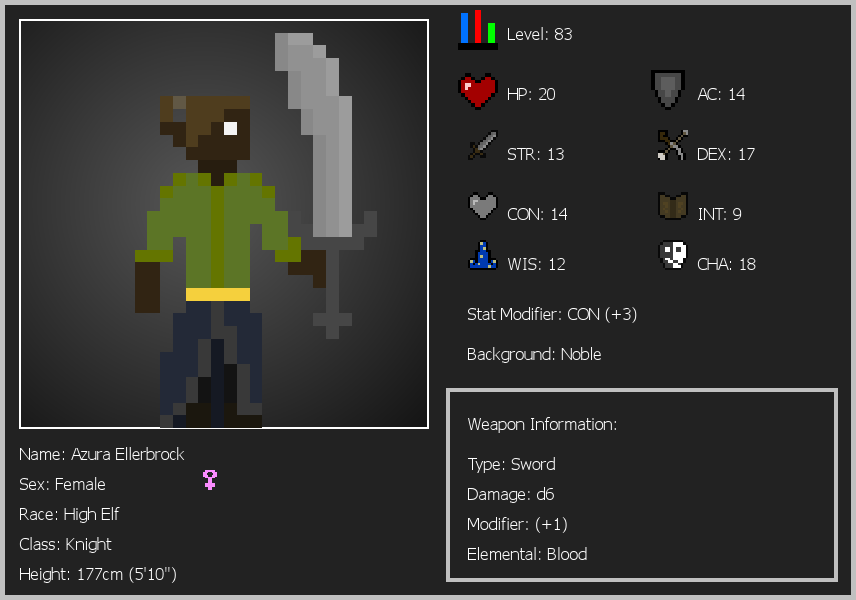 Level: 83
HP: 20
AC: 14
STR: 13
DEX: 17
CON: 14
INT: 9
WIS: 12
CHA: 18
Stat Modifier: CON (+3)
Background: Noble
Weapon Information:
Type: Sword
Damage: d6
Modifier: (+1)
Elemental: Blood
Name: Azura Ellerbrock
Sex: Female
Race: High Elf
Class: Knight
Height: 177cm (5'10")